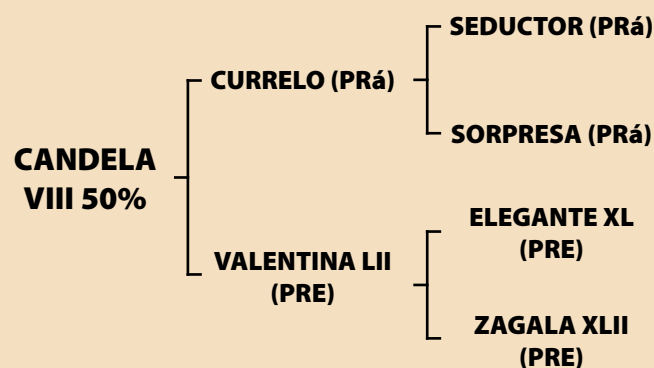 SEDUCTOR (PRá)
CURRELO (PRá)
SORPRESA (PRá)
CANDELA
VIII 50%
ELEGANTE XL
(PRE)
VALENTINA LII
(PRE)
ZAGALA XLII
(PRE)